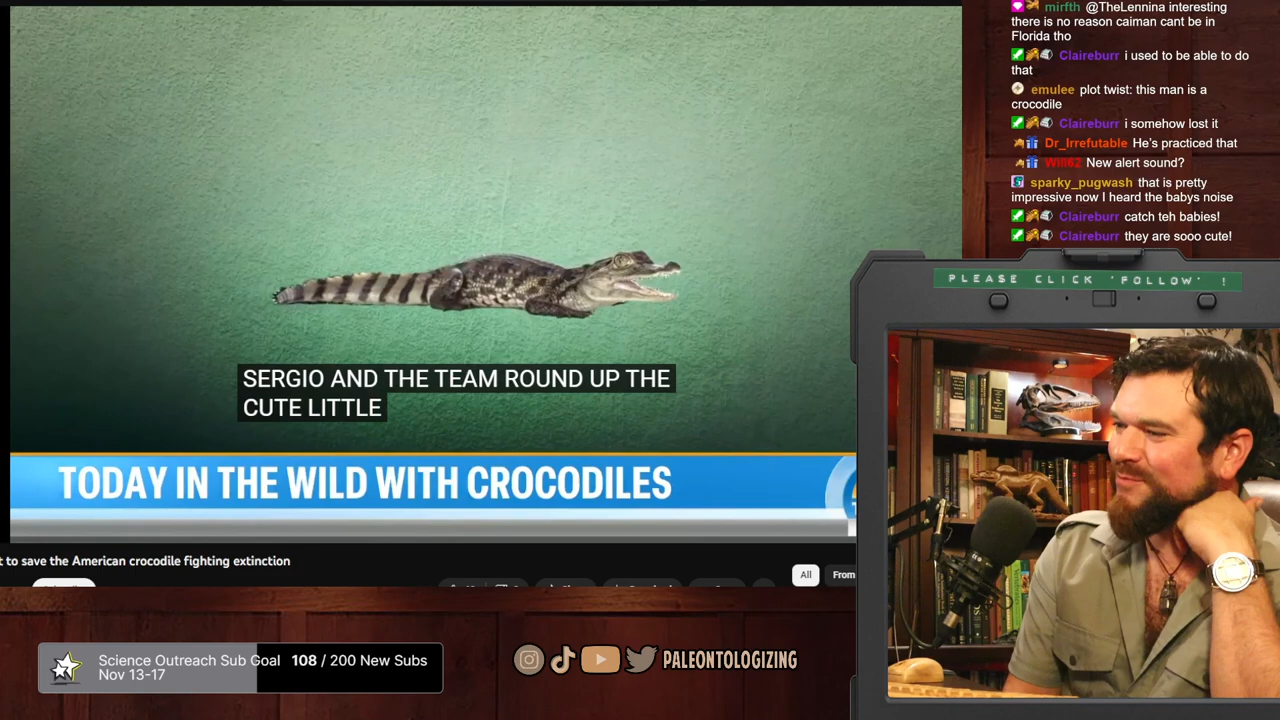 mirfth @TheLennina interesting
there is no reason caiman cant be in
Florida tho
Claireburr i used to be able to do
that
emulee plot twist: this man is a
crocodile
Claireburr i somehow lost it
Dr_Irrefutable He's practiced that
Will62 New alert sound?
sparky_pugwash that is pretty
impressive now I heard the babys noise
Claireburr catch teh babies!
Claireburr they are sooo cute!
PLEASE CLICK 'FOLLOW' !
SERGIO AND THE TEAM ROUND UP THE
CUTE LITTLE
TODAY IN THE WILD WITH CROCODILES
t to save the American crocodile fighting extinction
All From
Science Outreach Sub Goal 108 / 200 New Subs
Nov 13-17
PALEONTOLOGIZING